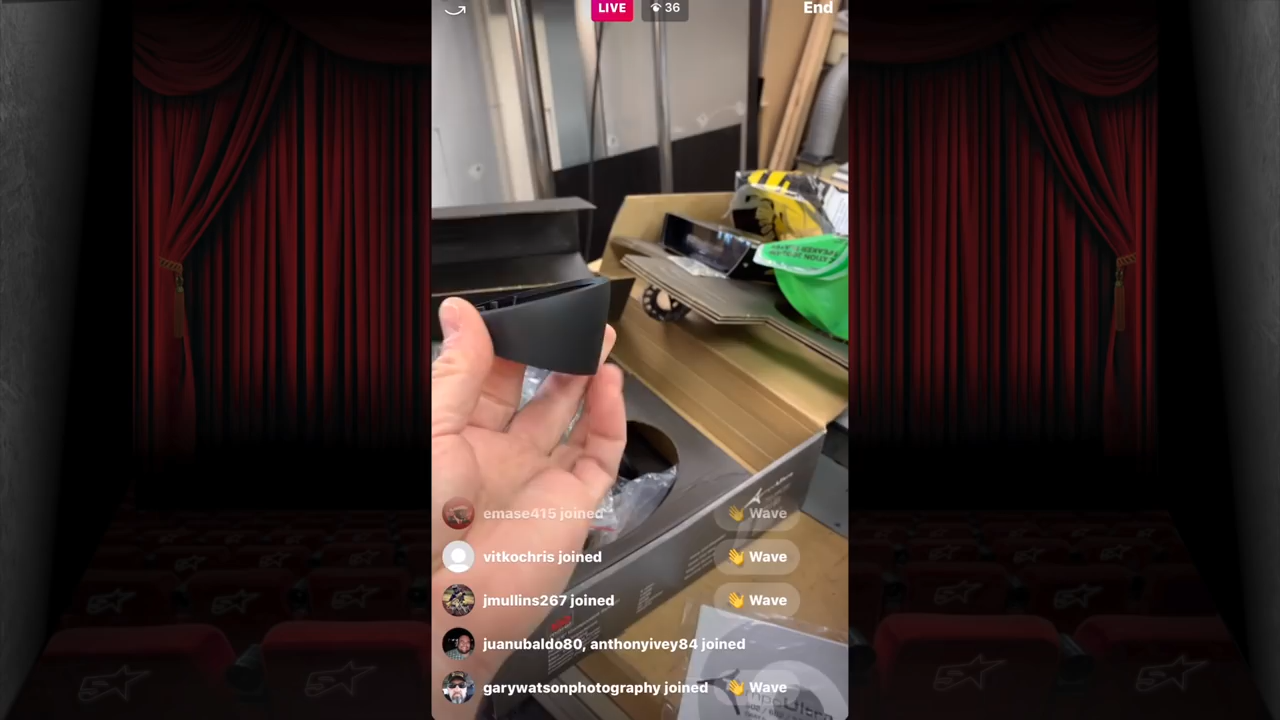 LIVE
36
End
emase415 joined
Wave
vitkochris joined
Wave
jmullins267 joined
Wave
juanubaldo80, anthonyivey84 joined
garywatsonphotography joined
Wave